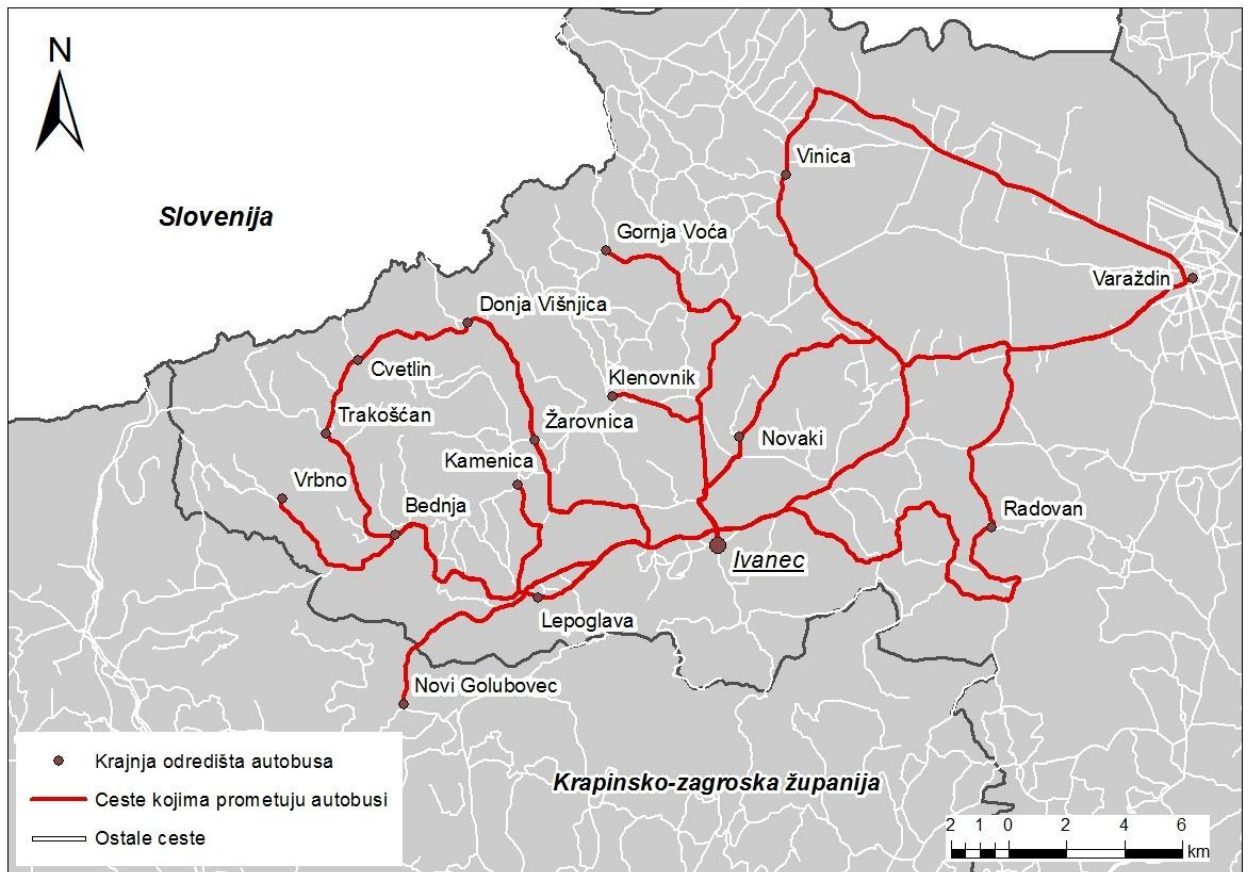 N
Slovenija
Vinica
Gornja Voća
Varaždin
Donja Višnjica
Cvetlin
Klenovnik
Trakošćan
Žarovnica
Novaki
Kamenica
Vrbno
Bednja
Radovan
Ivanec
Lepoglava
Novi Golubovec
Krapinsko-zagroska županija
Krajnja odredišta autobusa
Ceste kojima prometuju autobusi
Ostale ceste
2 1 0 2 4 6
km